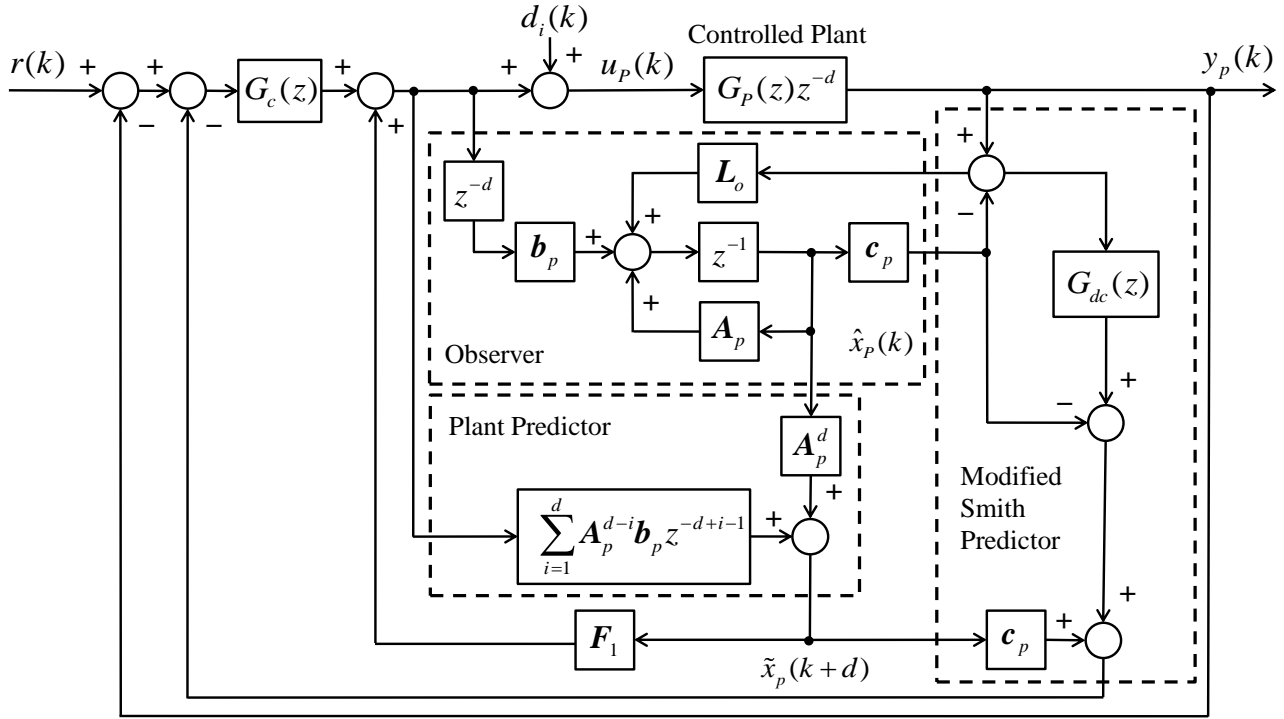 d_i(k)
r(k) + + + + + u_P(k) Controlled Plant y_p(k)
G_c(z) G_P(z)z^{-d}
− − + +
z^{-d} L_o −
+ + b_p z^{-1} c_p G_{dc}(z)
+ A_p
Observer x̂_P(k)
+ −
Plant Predictor A_p^d
+ Modified
Smith
Predictor
\sum_{i=1}^{d} A_p^{d-i} b_p z^{-d+i-1} +
+
F_1 c_p +
x̃_p(k+d)